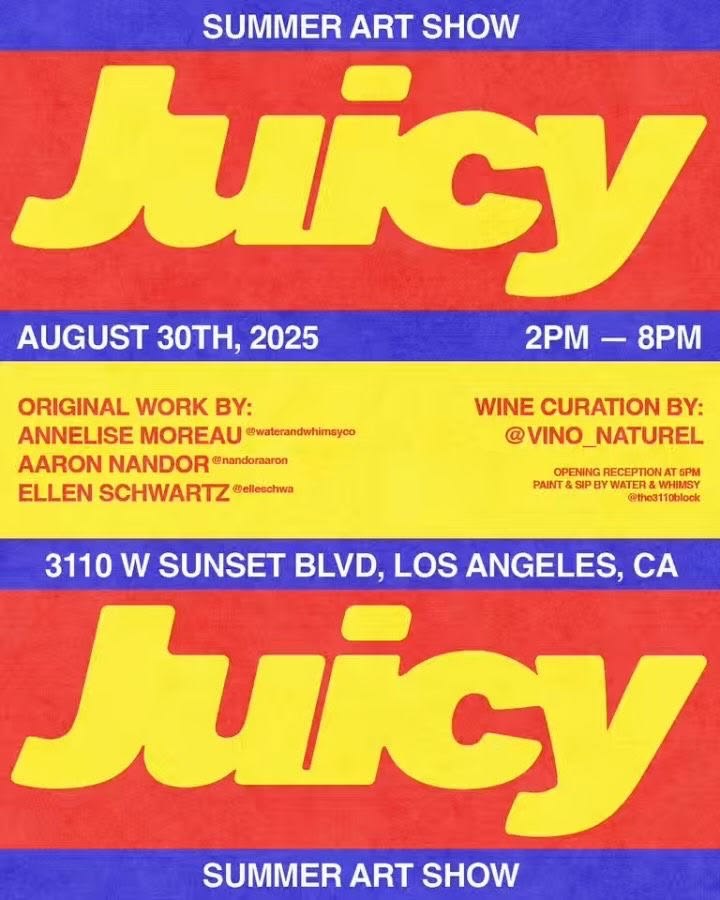 SUMMER ART SHOW
Juicy
AUGUST 30TH, 2025
2PM — 8PM
ORIGINAL WORK BY:
ANNELISE MOREAU @waterandwhimsyco
AARON NANDOR @nandoraaron
ELLEN SCHWARTZ @elleschwa
WINE CURATION BY:
@VINO_NATUREL
OPENING RECEPTION AT 5PM
PAINT & SIP BY WATER & WHIMSY
@the3110block
3110 W SUNSET BLVD, LOS ANGELES, CA
Juicy
SUMMER ART SHOW